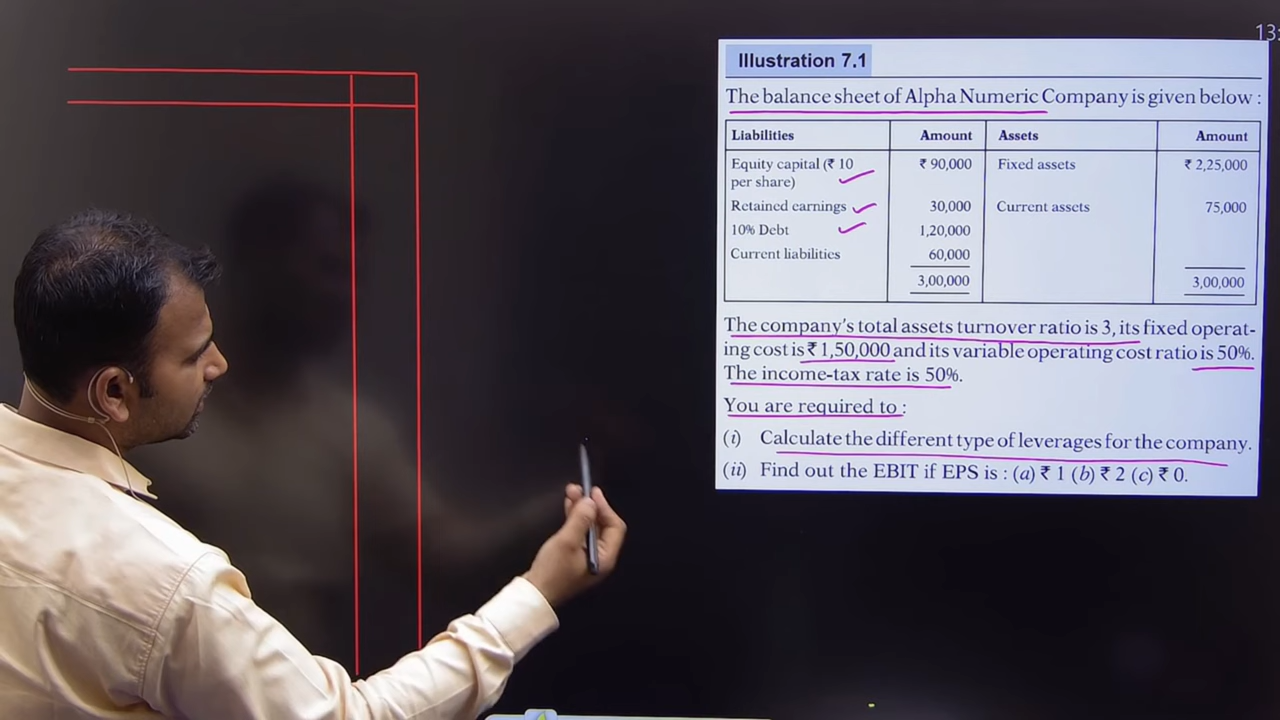 13:
Illustration 7.1
The balance sheet of Alpha Numeric Company is given below :
Liabilities Amount Assets Amount
Equity capital (₹ 10 ₹ 90,000 Fixed assets ₹ 2,25,000
per share)
Retained earnings 30,000 Current assets 75,000
10% Debt 1,20,000
Current liabilities 60,000
3,00,000 3,00,000
The company's total assets turnover ratio is 3, its fixed operat-
ing cost is ₹ 1,50,000 and its variable operating cost ratio is 50%.
The income-tax rate is 50%.
You are required to :
(i) Calculate the different type of leverages for the company.
(ii) Find out the EBIT if EPS is : (a) ₹ 1 (b) ₹ 2 (c) ₹ 0.